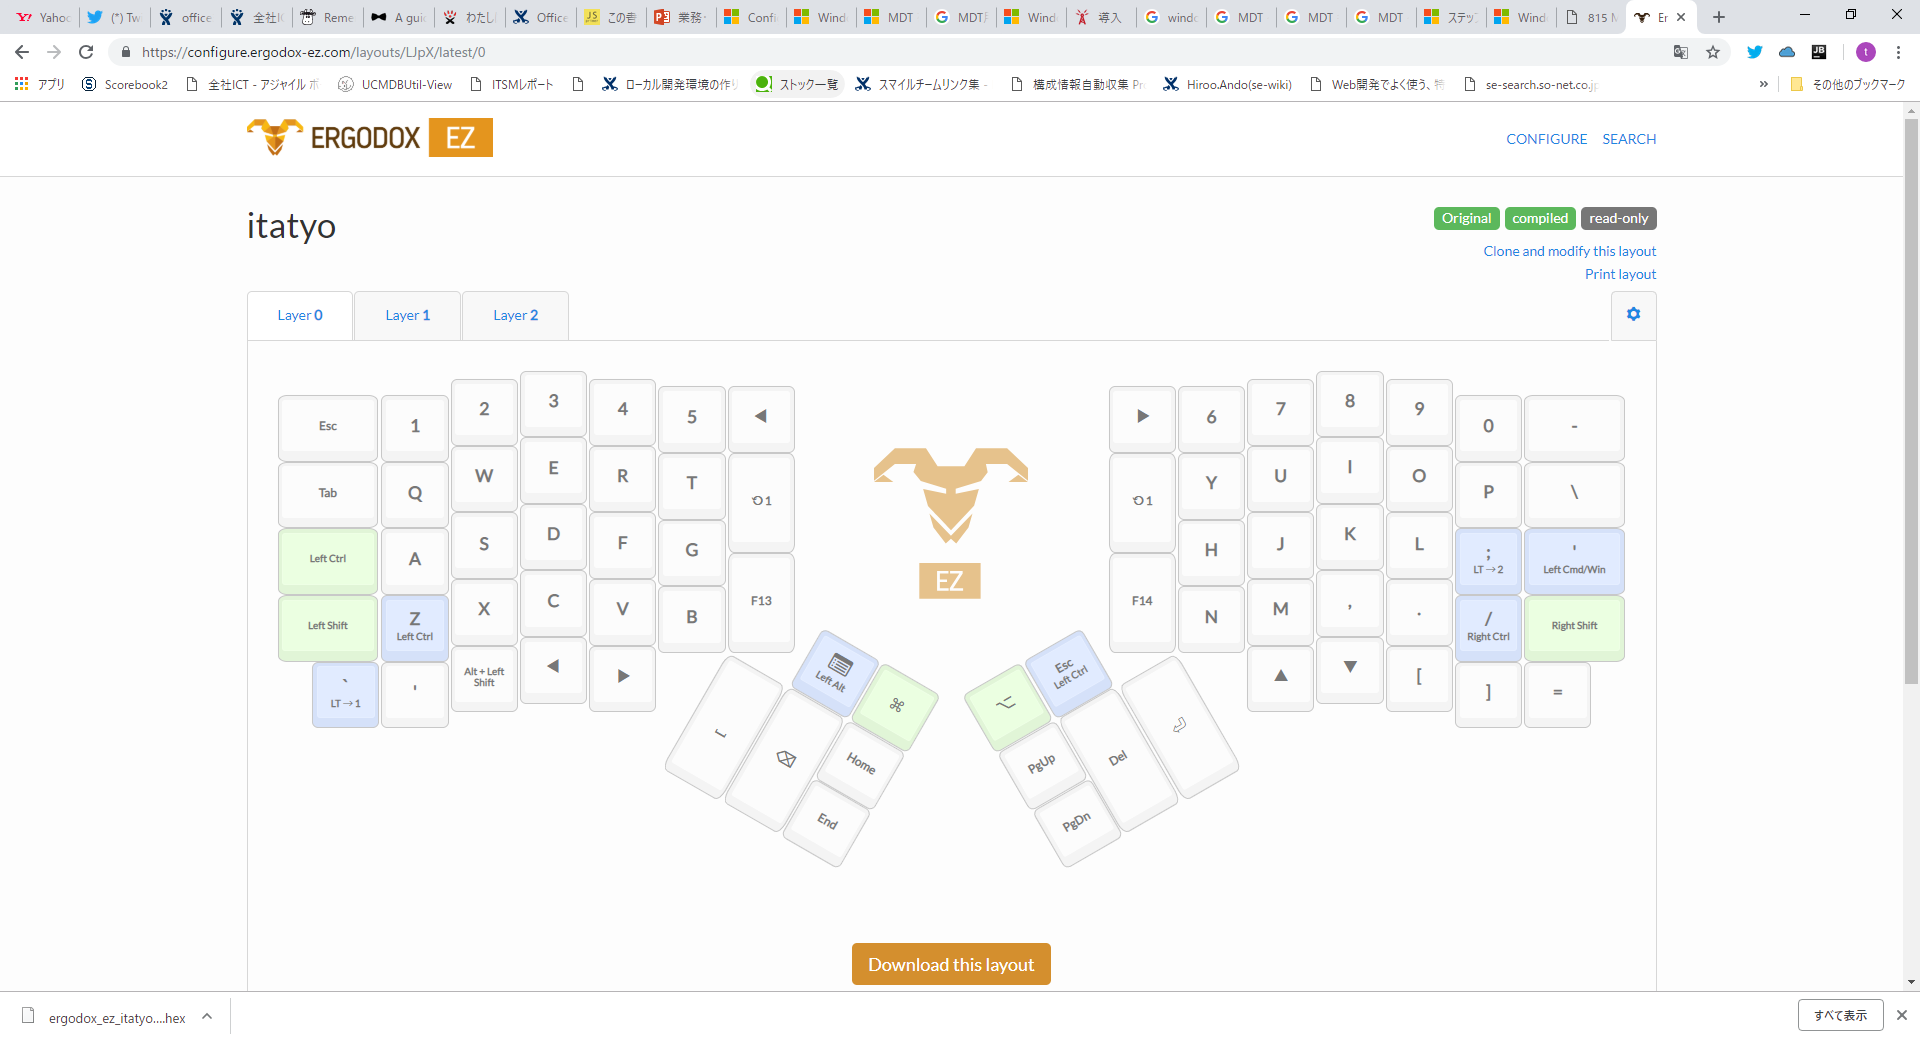 Yahoo
(*) Tw
office
全社IC
Reme
A gui
わたし
Office
この書
業務
Confi
Wind
MDT
MDT
Wind
導入
windo
MDT
MDT
MDT
ステップ
Wind
815 M
Er
https://configure.ergodox-ez.com/layouts/LJpX/latest/0
アプリ
Scorebook2
全社ICT - アジャイル ボ
UCMDBUtil-View
ITSMレポート
ローカル開発環境の作り
ストック一覧
スマイルチームリンク集 -
構成情報自動収集 Pr
Hiroo.Ando(se-wiki)
Web開発でよく使う、特
se-search.so-net.co.jp
»
その他のブックマーク
ERGODOX EZ
CONFIGURE SEARCH
itatyo
Original compiled read-only
Clone and modify this layout
Print layout
Layer 0
Layer 1
Layer 2
Esc 1 2 3 4 5 ◀
▶ 6 7 8 9 0 -
Tab Q W E R T ⟲1
⟲1 Y U I O P \
Left Ctrl A S D F G
H J K L ; LT→2 ' Left Cmd/Win
Left Shift Z Left Ctrl X C V B F13
F14 N M , . / Right Ctrl Right Shift
` LT→1 ' Alt + Left Shift ◀ ▶
▲ ▼ [ ] =
Left Alt ⌘
⌥ Esc Left Ctrl
Home
End
PgUp
Del
PgDn
EZ
Download this layout
ergodox_ez_itatyo....hex
すべて表示